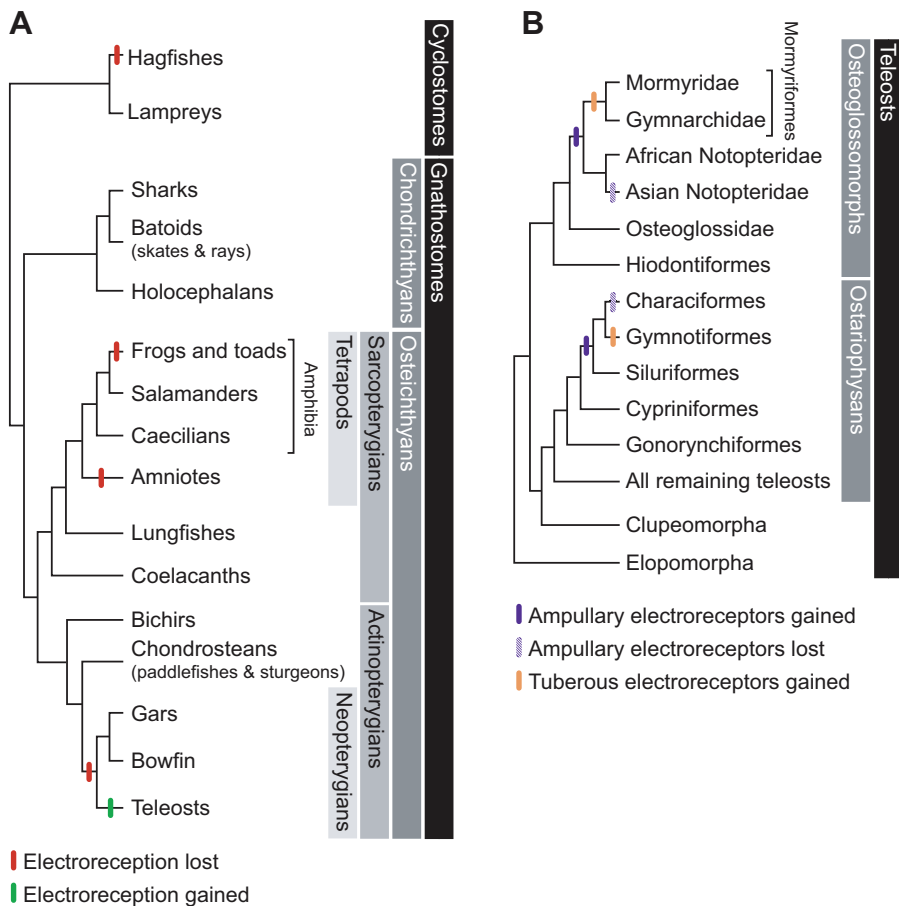 A
Hagfishes
Lampreys
Sharks
Batoids
(skates & rays)
Holocephalans
Frogs and toads
Salamanders
Caecilians
Amniotes
Lungfishes
Coelacanths
Bichirs
Chondrosteans
(paddlefishes & sturgeons)
Gars
Bowfin
Teleosts
Amphibia
Tetrapods
Neopterygians
Sarcopterygians
Actinopterygians
Chondrichthyans
Osteichthyans
Cyclostomes
Gnathostomes
Electroreception lost
Electroreception gained
B
Mormyridae
Gymnarchidae
African Notopteridae
Asian Notopteridae
Osteoglossidae
Hiodontiformes
Characiformes
Gymnotiformes
Siluriformes
Cypriniformes
Gonorynchiformes
All remaining teleosts
Clupeomorpha
Elopomorpha
Mormyriformes
Osteoglossomorphs
Ostariophysans
Teleosts
Ampullary electroreceptors gained
Ampullary electroreceptors lost
Tuberous electroreceptors gained